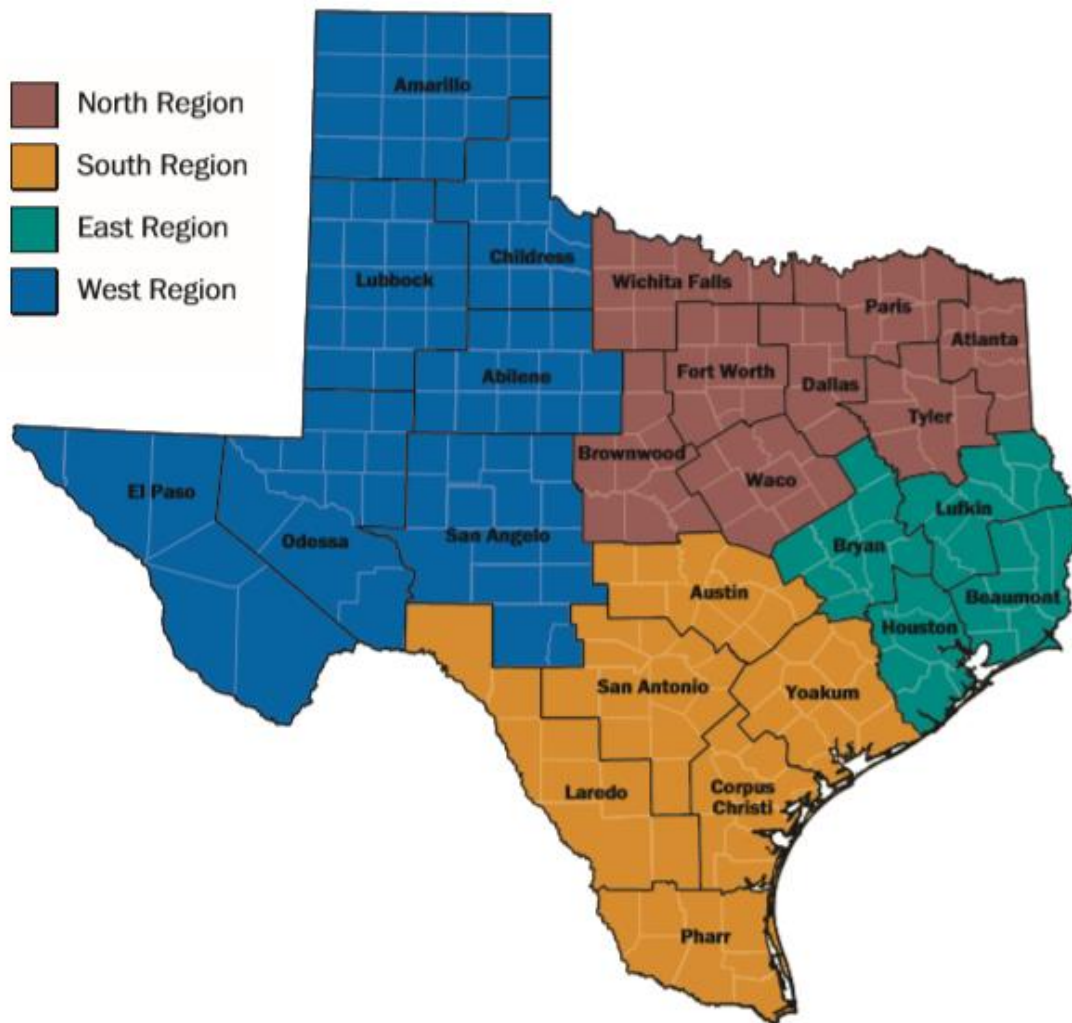 North Region
South Region
East Region
West Region
Amarillo
Childress
Lubbock
Wichita Falls
Paris
Atlanta
Abilene
Fort Worth
Dallas
Tyler
Brownwood
Waco
El Paso
Odessa
San Angelo
Lufkin
Bryan
Austin
Beaumont
Houston
San Antonio
Yoakum
Laredo
Corpus
Christi
Pharr